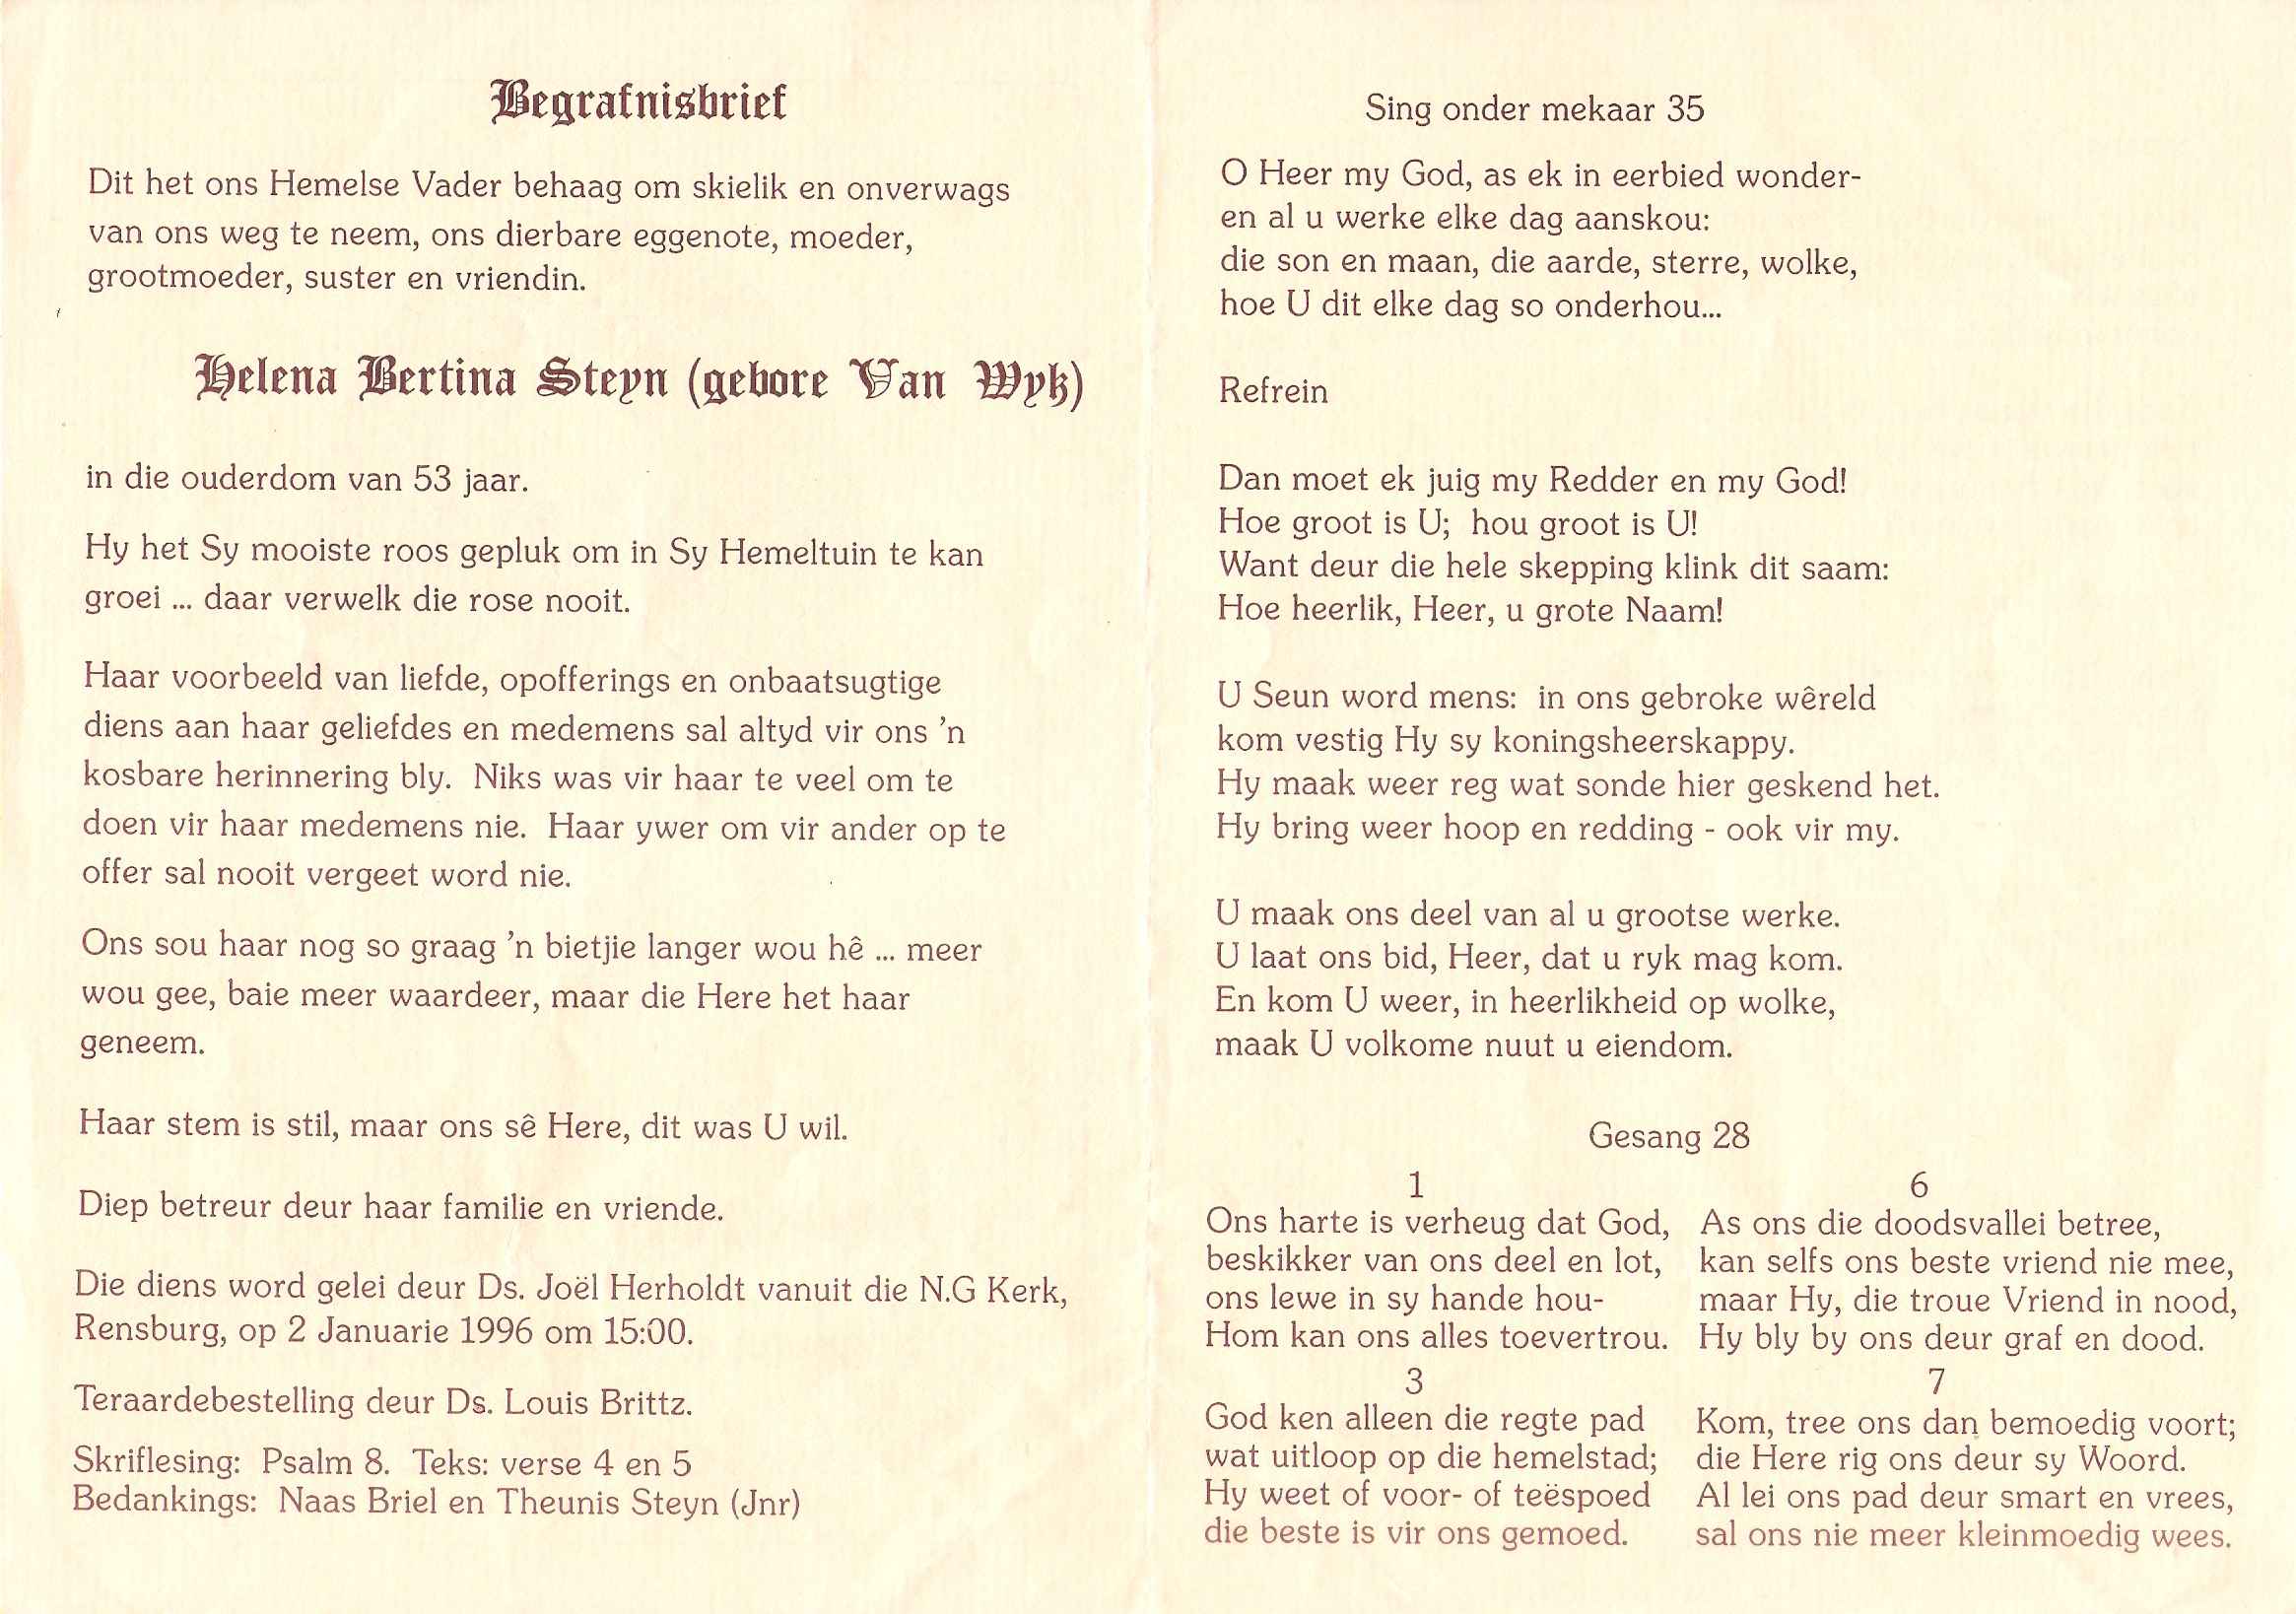 Begrafnisbrief
Dit het ons Hemelse Vader behaag om skielik en onverwags
van ons weg te neem, ons dierbare eggenote, moeder,
grootmoeder, suster en vriendin.
Helena Bertina Steyn (gebore Van Wyk)
in die ouderdom van 53 jaar.
Hy het Sy mooiste roos gepluk om in Sy Hemeltuin te kan
groei ... daar verwelk die rose nooit.
Haar voorbeeld van liefde, opofferings en onbaatsugtige
diens aan haar geliefdes en medemens sal altyd vir ons 'n
kosbare herinnering bly. Niks was vir haar te veel om te
doen vir haar medemens nie. Haar ywer om vir ander op te
offer sal nooit vergeet word nie.
Ons sou haar nog so graag 'n bietjie langer wou hê ... meer
wou gee, baie meer waardeer, maar die Here het haar
geneem.
Haar stem is stil, maar ons sê Here, dit was U wil.
Diep betreur deur haar familie en vriende.
Die diens word gelei deur Ds. Joël Herholdt vanuit die N.G Kerk,
Rensburg, op 2 Januarie 1996 om 15:00.
Teraardebestelling deur Ds. Louis Brittz.
Skriflesing: Psalm 8. Teks: verse 4 en 5
Bedankings: Naas Briel en Theunis Steyn (Jnr)
Sing onder mekaar 35
O Heer my God, as ek in eerbied wonder-
en al u werke elke dag aanskou:
die son en maan, die aarde, sterre, wolke,
hoe U dit elke dag so onderhou...
Refrein
Dan moet ek juig my Redder en my God!
Hoe groot is U; hou groot is U!
Want deur die hele skepping klink dit saam:
Hoe heerlik, Heer, u grote Naam!
U Seun word mens: in ons gebroke wêreld
kom vestig Hy sy koningsheerskappy.
Hy maak weer reg wat sonde hier geskend het.
Hy bring weer hoop en redding - ook vir my.
U maak ons deel van al u grootse werke.
U laat ons bid, Heer, dat u ryk mag kom.
En kom U weer, in heerlikheid op wolke,
maak U volkome nuut u eiendom.
Gesang 28
1
Ons harte is verheug dat God,
beskikker van ons deel en lot,
ons lewe in sy hande hou-
Hom kan ons alles toevertrou.
3
God ken alleen die regte pad
wat uitloop op die hemelstad;
Hy weet of voor- of teëspoed
die beste is vir ons gemoed.
6
As ons die doodsvallei betree,
kan selfs ons beste vriend nie mee,
maar Hy, die troue Vriend in nood,
Hy bly by ons deur graf en dood.
7
Kom, tree ons dan bemoedig voort;
die Here rig ons deur sy Woord.
Al lei ons pad deur smart en vrees,
sal ons nie meer kleinmoedig wees.